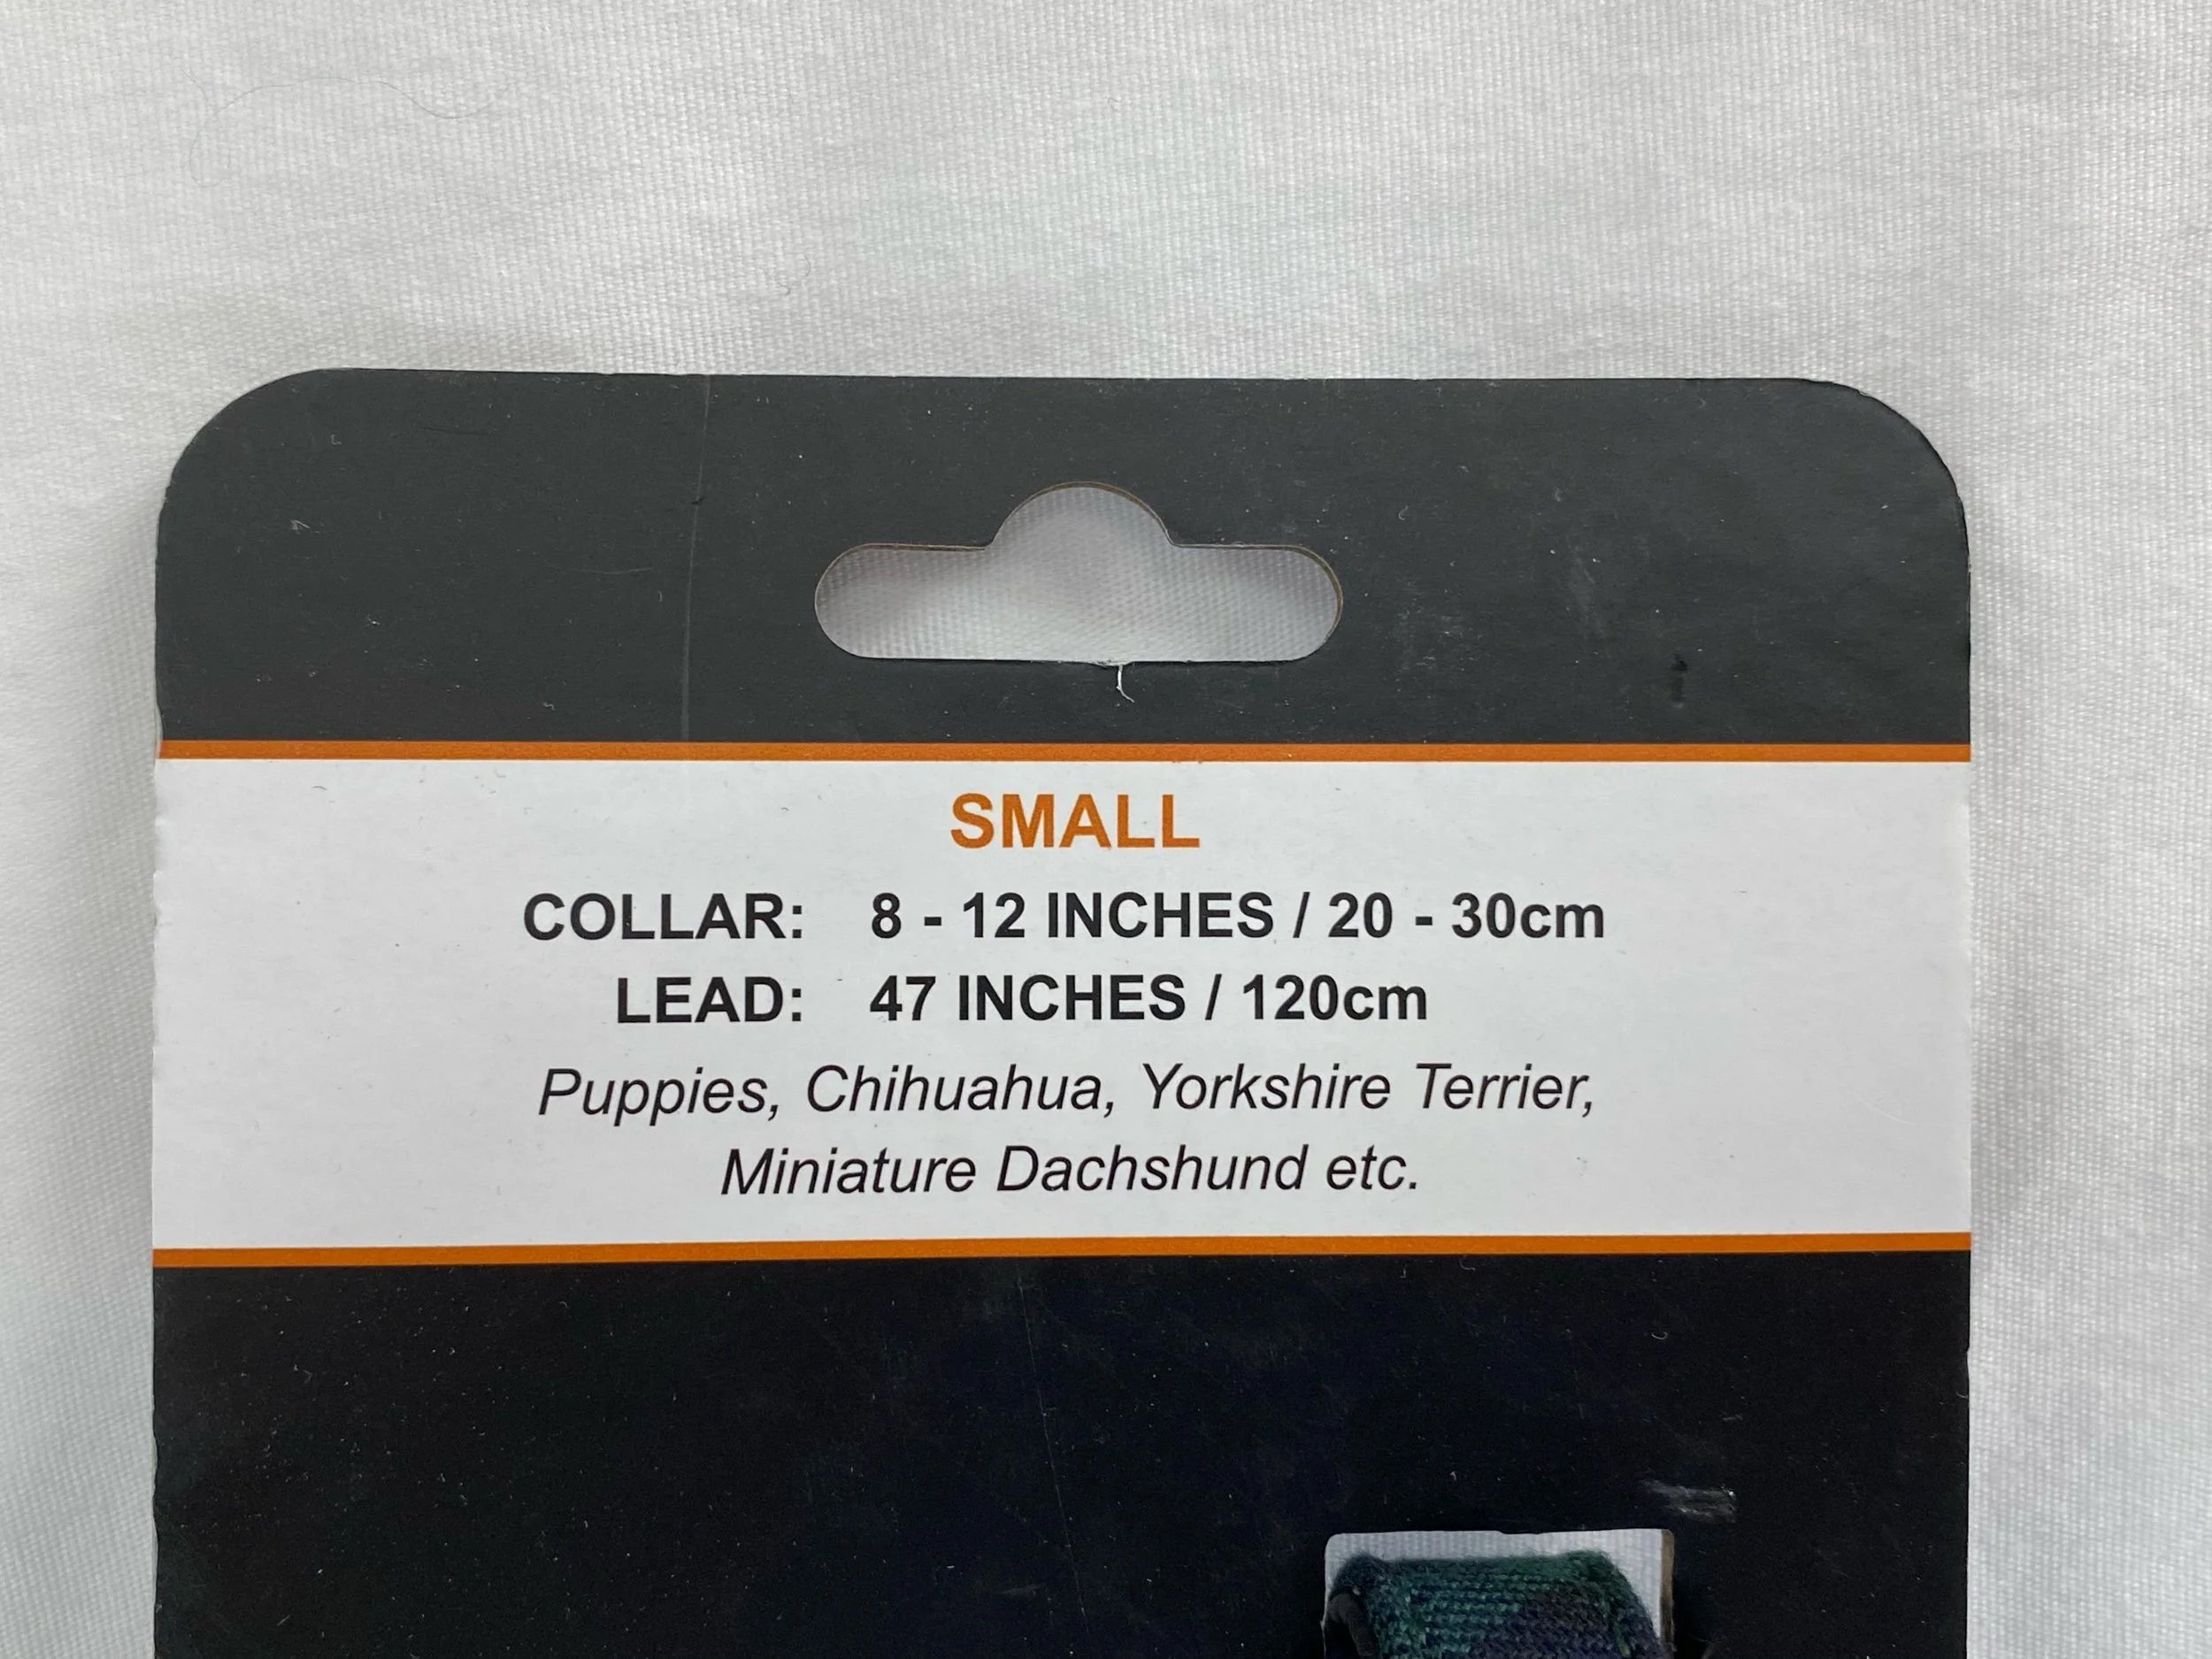 SMALL
COLLAR: 8 - 12 INCHES / 20 - 30cm
LEAD: 47 INCHES / 120cm
Puppies, Chihuahua, Yorkshire Terrier,
Miniature Dachshund etc.